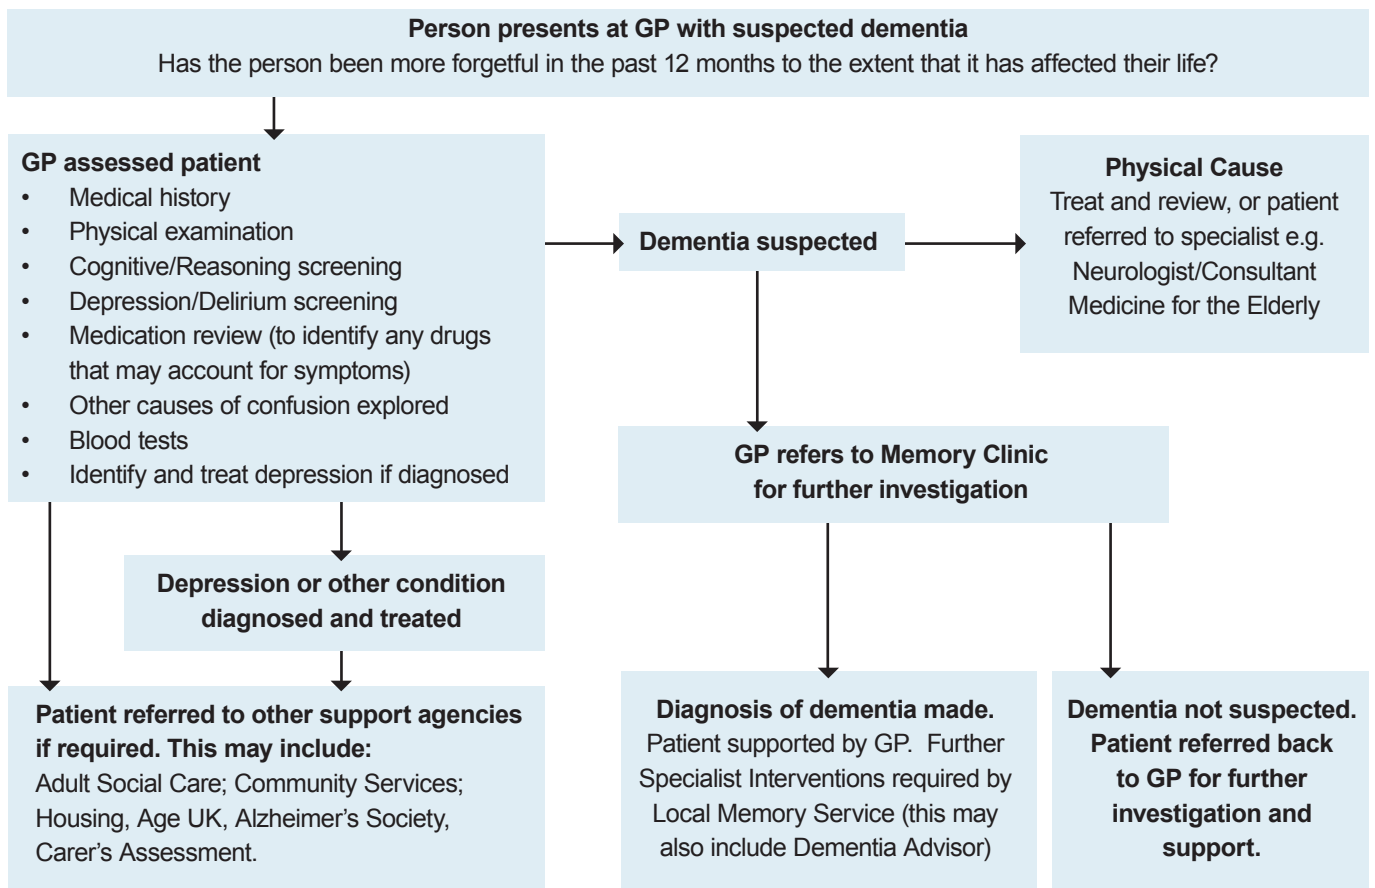 Person presents at GP with suspected dementia
Has the person been more forgetful in the past 12 months to the extent that it has affected their life?
GP assessed patient
• Medical history
• Physical examination
• Cognitive/Reasoning screening
• Depression/Delirium screening
• Medication review (to identify any drugs
that may account for symptoms)
• Other causes of confusion explored
• Blood tests
• Identify and treat depression if diagnosed
Dementia suspected
Physical Cause
Treat and review, or patient
referred to specialist e.g.
Neurologist/Consultant
Medicine for the Elderly
GP refers to Memory Clinic
for further investigation
Depression or other condition
diagnosed and treated
Patient referred to other support agencies
if required. This may include:
Adult Social Care; Community Services;
Housing, Age UK, Alzheimer’s Society,
Carer’s Assessment.
Diagnosis of dementia made.
Patient supported by GP.  Further
Specialist Interventions required by
Local Memory Service (this may
also include Dementia Advisor)
Dementia not suspected.
Patient referred back
to GP for further
investigation and
support.